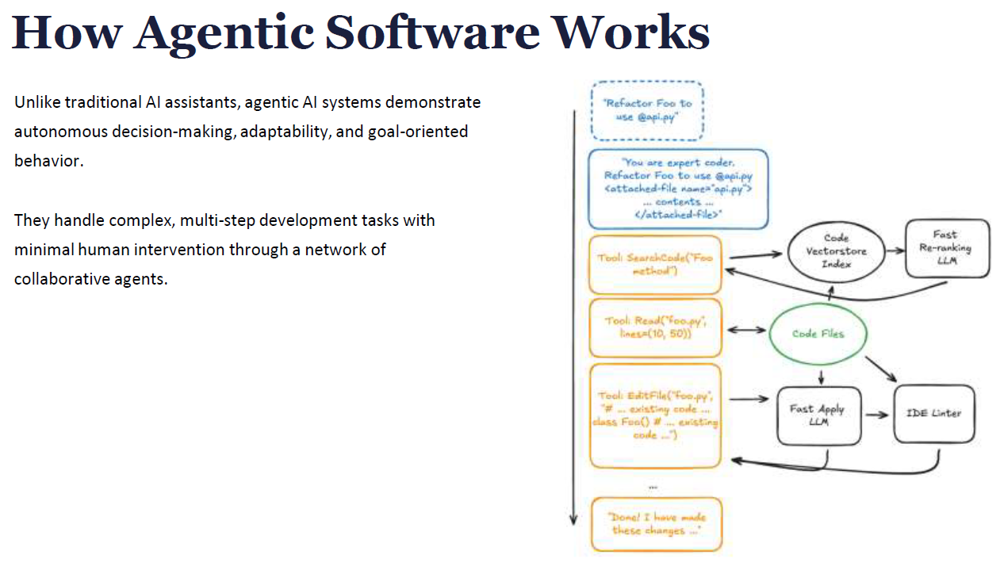 How Agentic Software Works
Unlike traditional AI assistants, agentic AI systems demonstrate
autonomous decision-making, adaptability, and goal-oriented
behavior.
They handle complex, multi-step development tasks with
minimal human intervention through a network of
collaborative agents.
"Refactor Foo to
use @api.py"
"You are expert coder.
Refactor Foo to use @api.py
<attached-file name="api.py">
... contents ...
</attached-file>"
Tool: SearchCode("Foo
method")
Code
Vectorstore
Index
Fast
Re-ranking
LLM
Tool: Read("foo.py",
lines=(10, 50))
Code Files
Tool: EditFile("foo.py",
"# ... existing code ...
class Foo() # ... existing
code ...")
Fast Apply
LLM
IDE Linter
...
"Done! I have made
these changes ..."